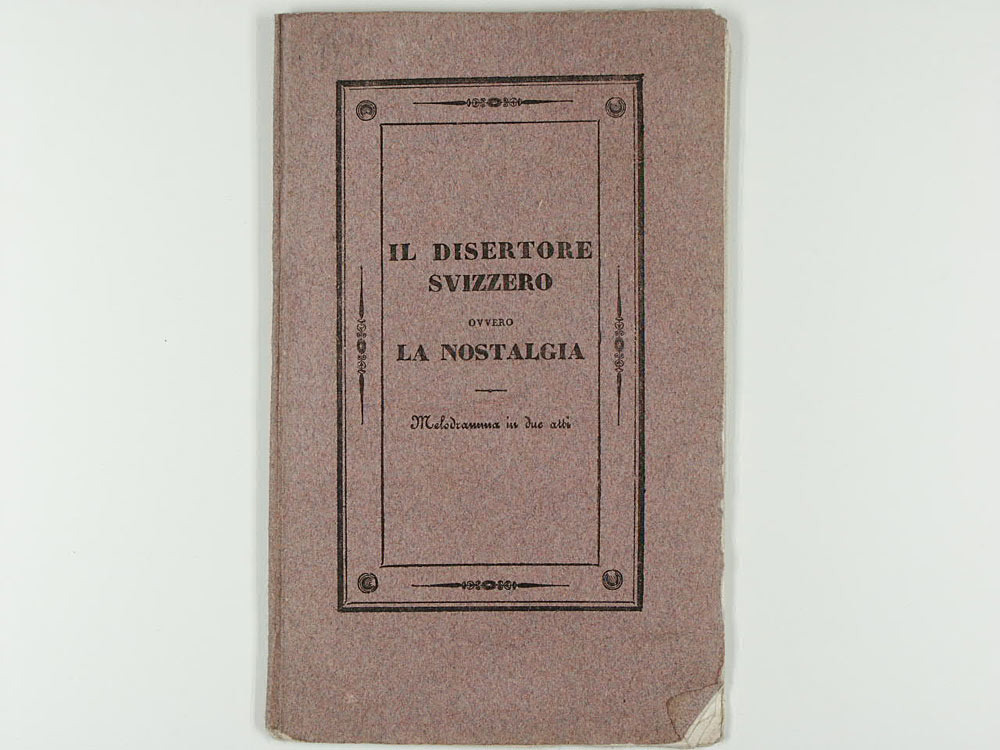 IL DISERTORE
SVIZZERO
OVVERO
LA NOSTALGIA
Melodramma in due atti